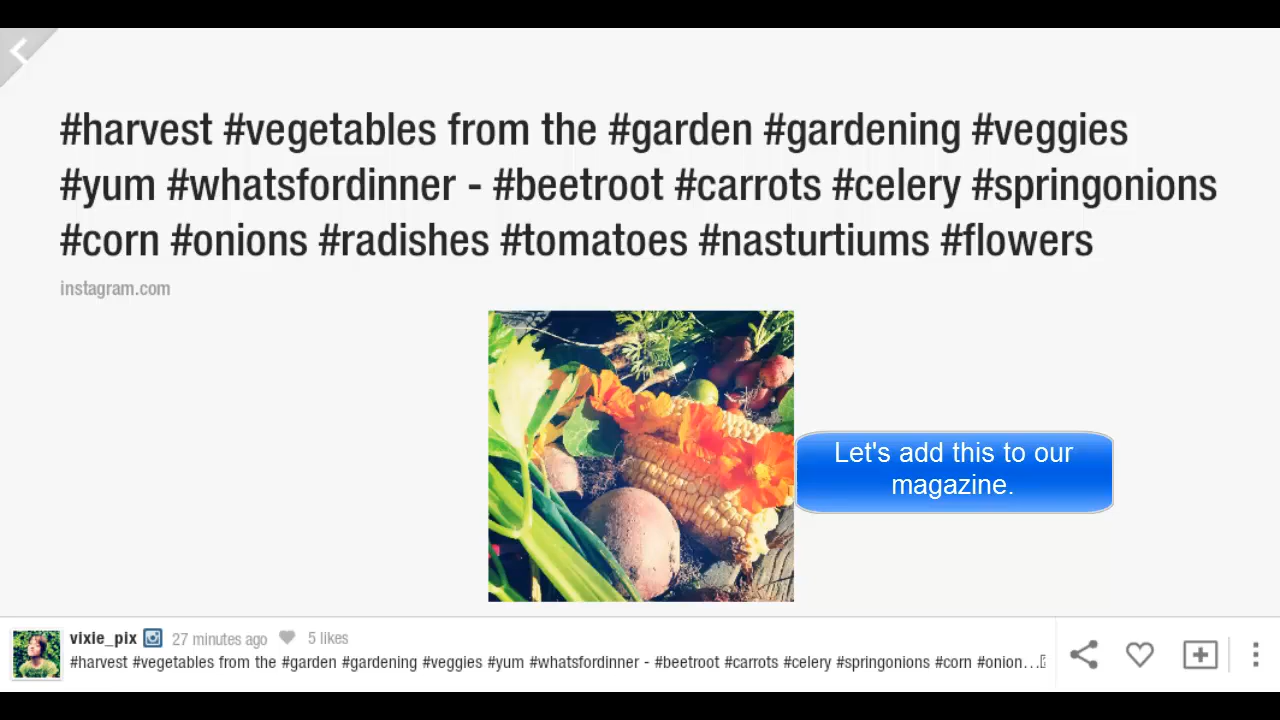 #harvest #vegetables from the #garden #gardening #veggies
#yum #whatsfordinner - #beetroot #carrots #celery #springonions
#corn #onions #radishes #tomatoes #nasturtiums #flowers
instagram.com
Let's add this to our
magazine.
vixie_pix 27 minutes ago 5 likes
#harvest #vegetables from the #garden #gardening #veggies #yum #whatsfordinner - #beetroot #carrots #celery #springonions #corn #onion...